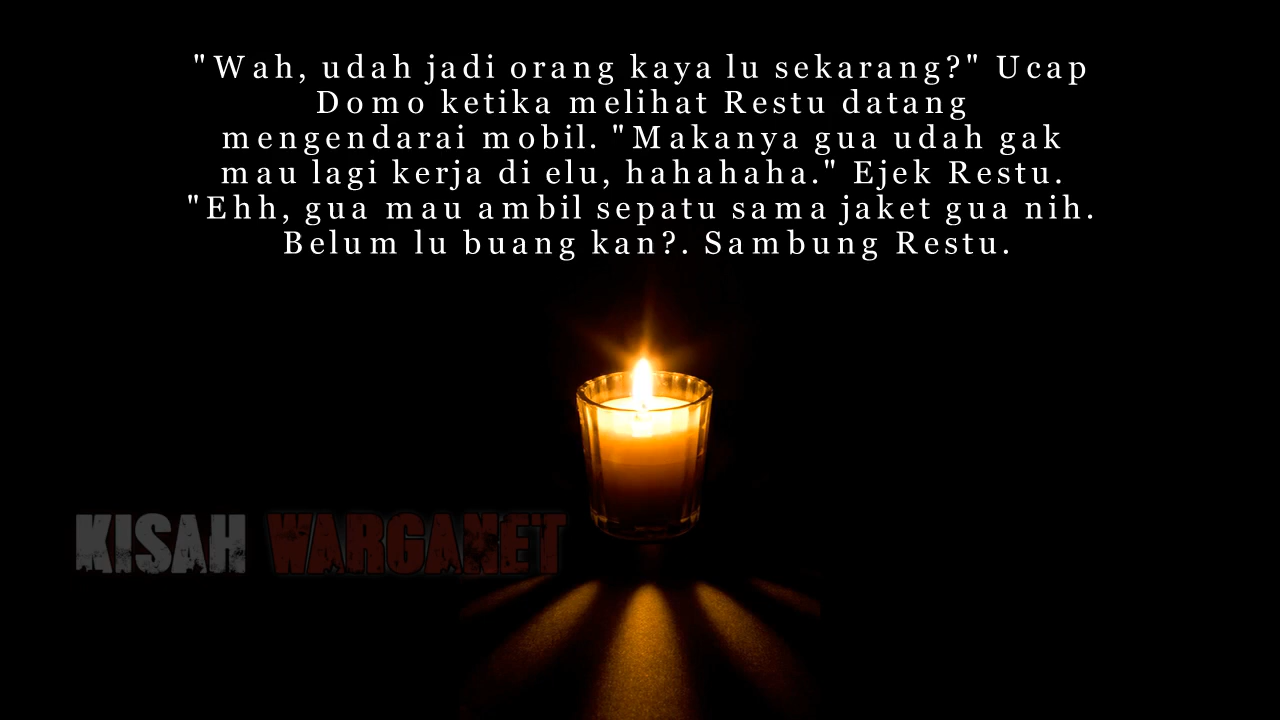 "Wah, udah jadi orang kaya lu sekarang?" Ucap
Domo ketika melihat Restu datang
mengendarai mobil. "Makanya gua udah gak
mau lagi kerja di elu, hahahaha." Ejek Restu.
"Ehh, gua mau ambil sepatu sama jaket gua nih.
Belum lu buang kan?. Sambung Restu.
KISAH WARGANET